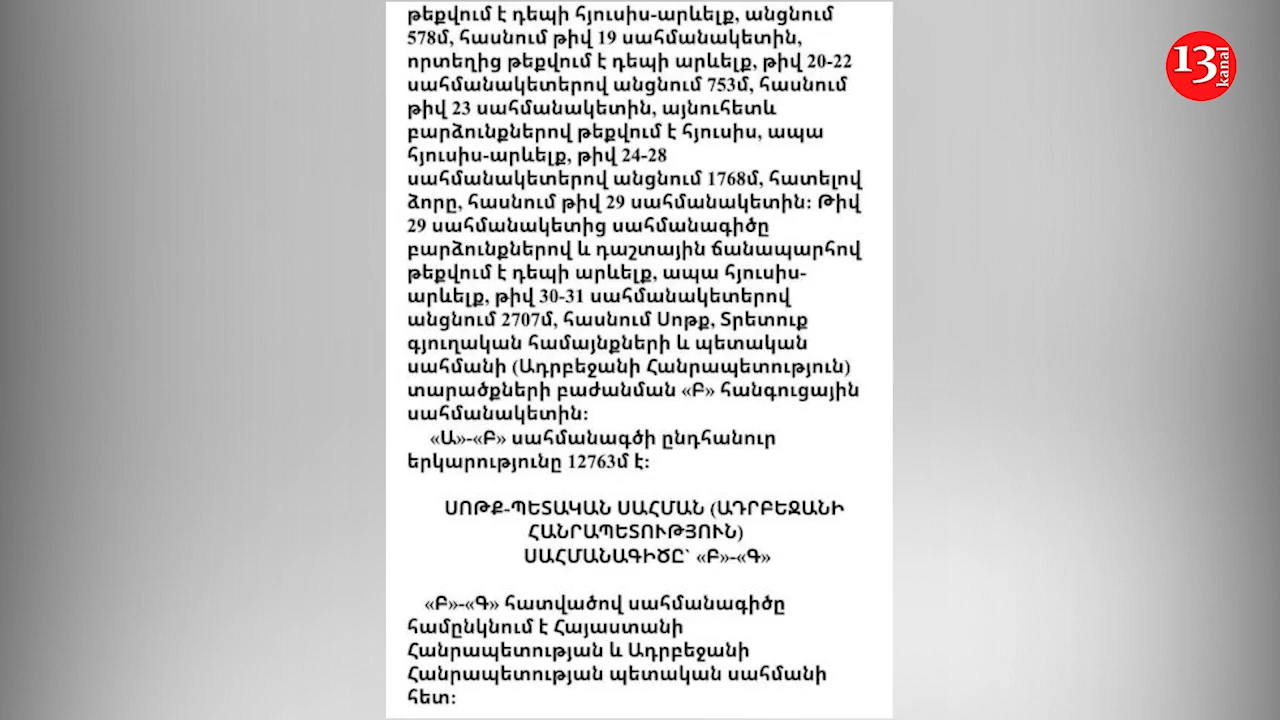 թեքվում է դեպի հյուսիս-արևելք, անցնում
578մ, հասնում թիվ 19 սահմանակետին,
որտեղից թեքվում է դեպի արևելք, թիվ 20-22
սահմանակետերով անցնում 753մ, հասնում
թիվ 23 սահմանակետին, այնուհետև
բարձունքներով թեքվում է հյուսիս, ապա
հյուսիս-արևելք, թիվ 24-28
սահմանակետերով անցնում 1768մ, հատելով
ձորը, հասնում թիվ 29 սահմանակետին: Թիվ
29 սահմանակետից սահմանագիծը
բարձունքներով և դաշտային ճանապարհով
թեքվում է դեպի արևելք, ապա հյուսիս-
արևելք, թիվ 30-31 սահմանակետերով
անցնում 2707մ, հասնում Սոթք, Տրետուք
գյուղական համայնքների և պետական
սահմանի (Ադրբեջանի Հանրապետություն)
տարածքների բաժանման «Բ» հանգուցային
սահմանակետին:
«Ա»-«Բ» սահմանագծի ընդհանուր
երկարությունը 12763մ է:
ՍՈԹՔ-ՊԵՏԱԿԱՆ ՍԱՀՄԱՆ (ԱԴՐԲԵՋԱՆԻ
ՀԱՆՐԱՊԵՏՈՒԹՅՈՒՆ)
ՍԱՀՄԱՆԱԳԻԾԸ՝ «Բ»-«Գ»
«Բ»-«Գ» հատվածով սահմանագիծը
համընկնում է Հայաստանի
Հանրապետության և Ադրբեջանի
Հանրապետության պետական սահմանի
հետ:
13 kanal